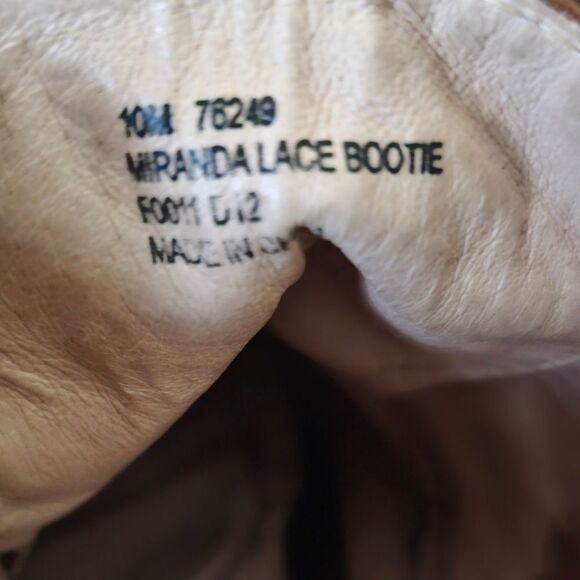 10M 76249
MIRANDA LACE BOOTIE
F0011 D12
MADE IN